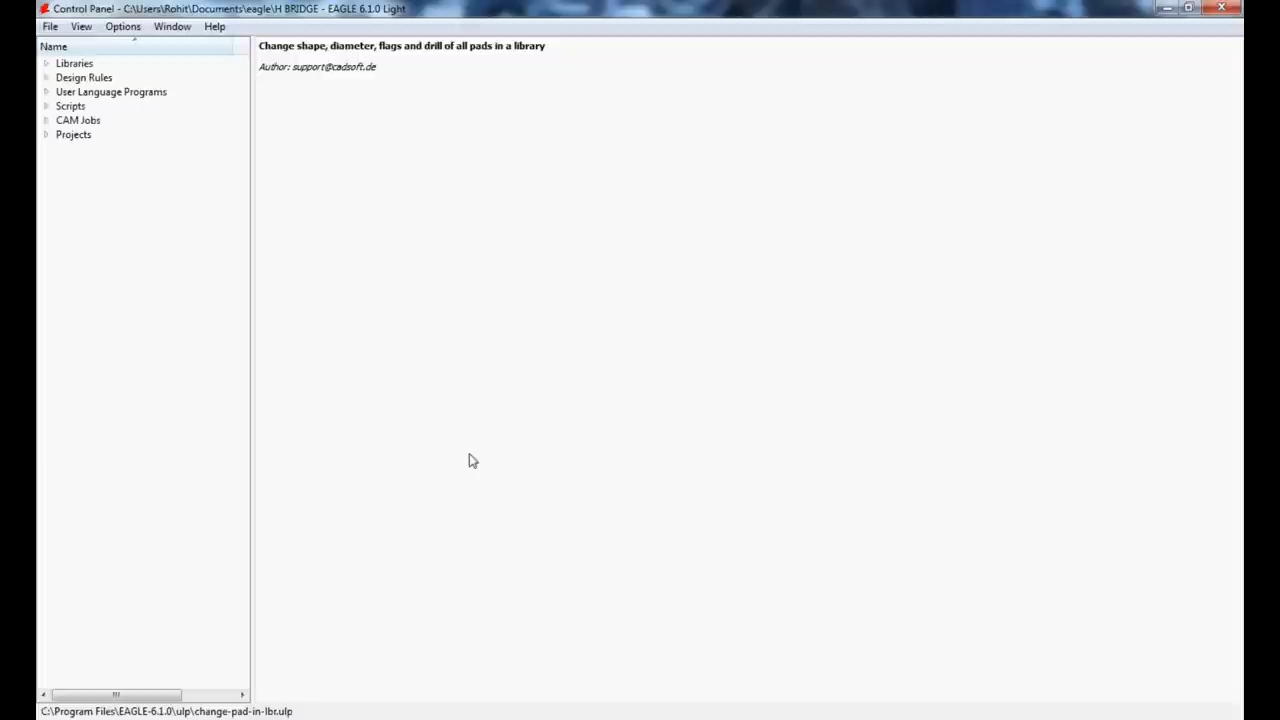 Control Panel - C:\Users\Rohit\Documents\eagle\H BRIDGE - EAGLE 6.1.0 Light
File View Options Window Help
Name
Libraries
Design Rules
User Language Programs
Scripts
CAM Jobs
Projects
Change shape, diameter, flags and drill of all pads in a library
Author: support@cadsoft.de
C:\Program Files\EAGLE-6.1.0\ulp\change-pad-in-lbr.ulp